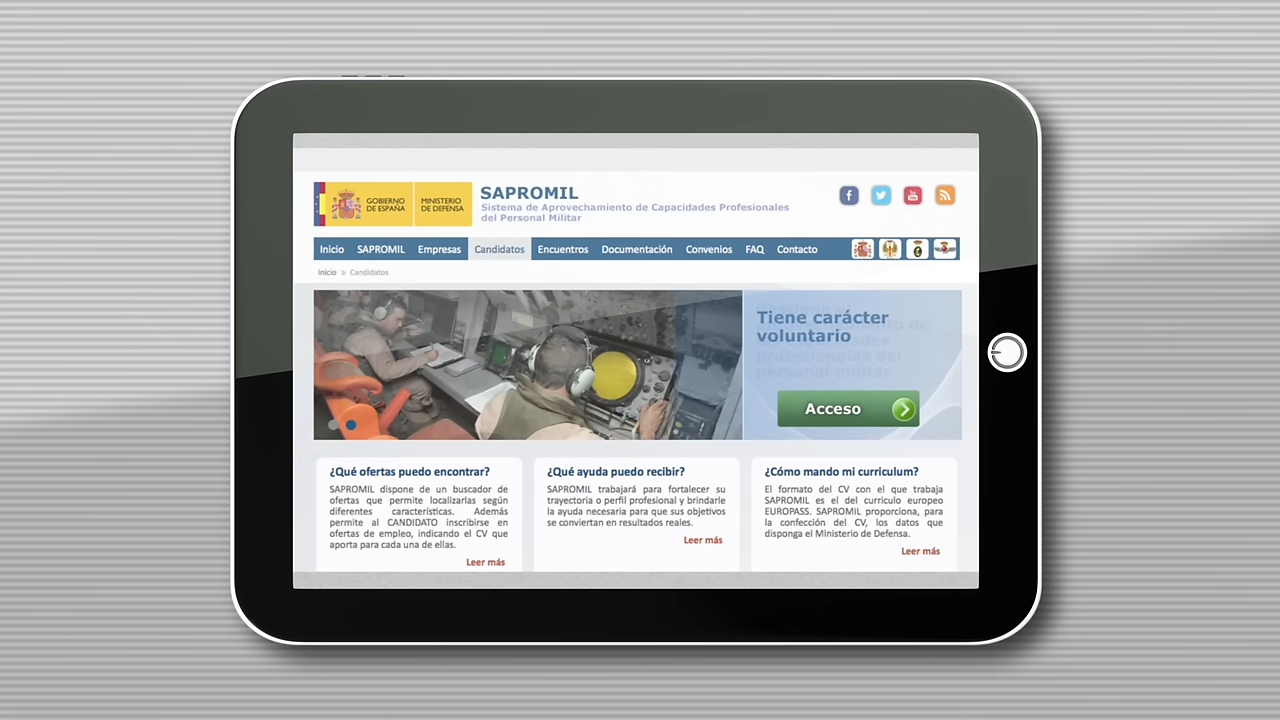 GOBIERNO
DE ESPAÑA
MINISTERIO
DE DEFENSA
SAPROMIL
Sistema de Aprovechamiento de Capacidades Profesionales
del Personal Militar
Inicio SAPROMIL Empresas Candidatos Encuentros Documentación Convenios FAQ Contacto
Inicio » Candidatos
Tiene carácter
voluntario
profesionales del
personal militar
Acceso
¿Qué ofertas puedo encontrar?
SAPROMIL dispone de un buscador de
ofertas que permite localizarlas según
diferentes características. Además
permite al CANDIDATO inscribirse en
ofertas de empleo, indicando el CV que
aporta para cada una de ellas.
Leer más
¿Qué ayuda puedo recibir?
SAPROMIL trabajará para fortalecer su
trayectoria o perfil profesional y brindarle
la ayuda necesaria para que sus objetivos
se conviertan en resultados reales.
Leer más
¿Cómo mando mi curriculum?
El formato del CV con el que trabaja
SAPROMIL es el del curriculo europeo
EUROPASS. SAPROMIL proporciona, para
la confección del CV, los datos que
disponga el Ministerio de Defensa.
Leer más